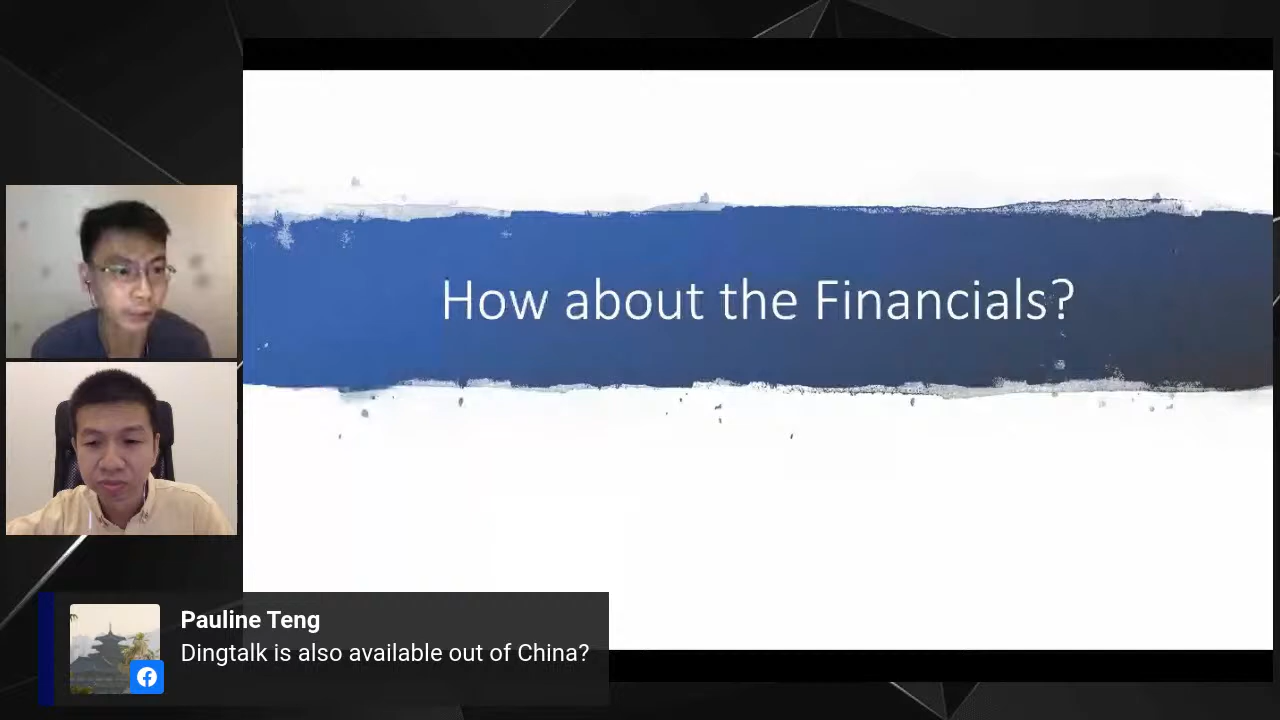 How about the Financials?
Pauline Teng
Dingtalk is also available out of China?